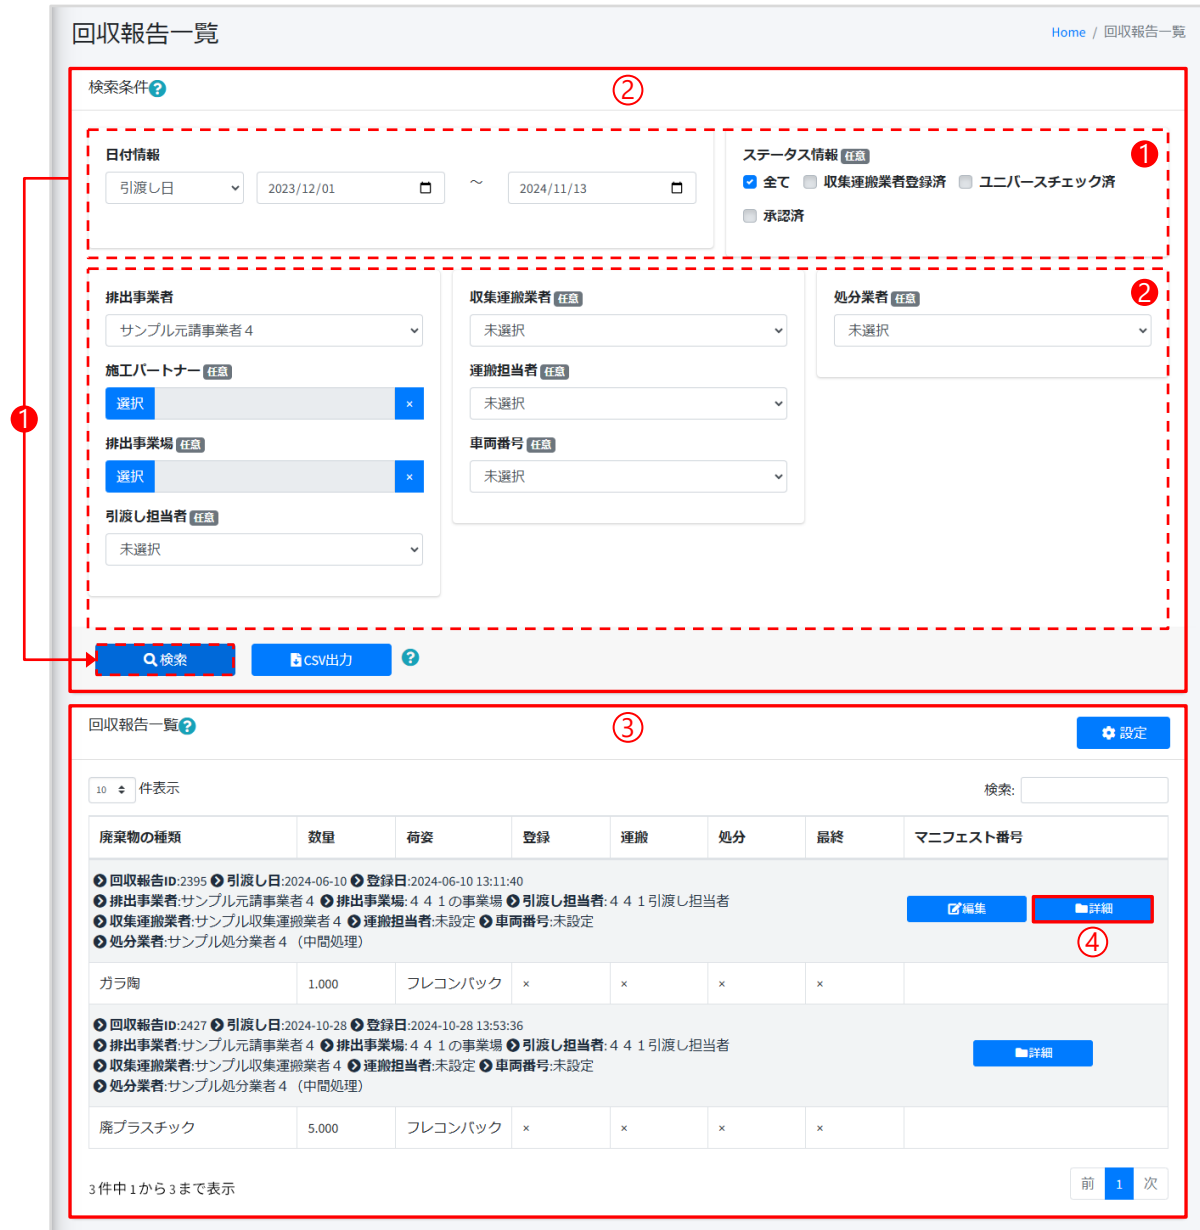 回収報告一覧
Home / 回収報告一覧
検索条件?
②
日付情報
引渡し日 2023/12/01 ～ 2024/11/13
ステータス情報 任意
❶
全て 収集運搬業者登録済 ユニバースチェック済
承認済
❷
排出事業者
サンプル元請事業者４
施工パートナー 任意
選択 ×
排出事業場 任意
選択 ×
引渡し担当者 任意
未選択
収集運搬業者 任意
未選択
運搬担当者 任意
未選択
車両番号 任意
未選択
処分業者 任意
未選択
❶
検索 CSV出力 ?
回収報告一覧?
③
設定
10 件表示
検索:
廃棄物の種類 数量 荷姿 登録 運搬 処分 最終 マニフェスト番号
回収報告ID:2395 引渡し日:2024-06-10 登録日:2024-06-10 13:11:40
排出事業者:サンプル元請事業者４ 排出事業場:４４１の事業場 引渡し担当者:４４１引渡し担当者
収集運搬業者:サンプル収集運搬業者４ 運搬担当者:未設定 車両番号:未設定
処分業者:サンプル処分業者４（中間処理）
編集 詳細
④
ガラ陶 1.000 フレコンバック × × × ×
回収報告ID:2427 引渡し日:2024-10-28 登録日:2024-10-28 13:53:36
排出事業者:サンプル元請事業者４ 排出事業場:４４１の事業場 引渡し担当者:４４１引渡し担当者
収集運搬業者:サンプル収集運搬業者４ 運搬担当者:未設定 車両番号:未設定
処分業者:サンプル処分業者４（中間処理）
詳細
廃プラスチック 5.000 フレコンバック × × × ×
3 件中 1 から 3 まで表示
前 1 次